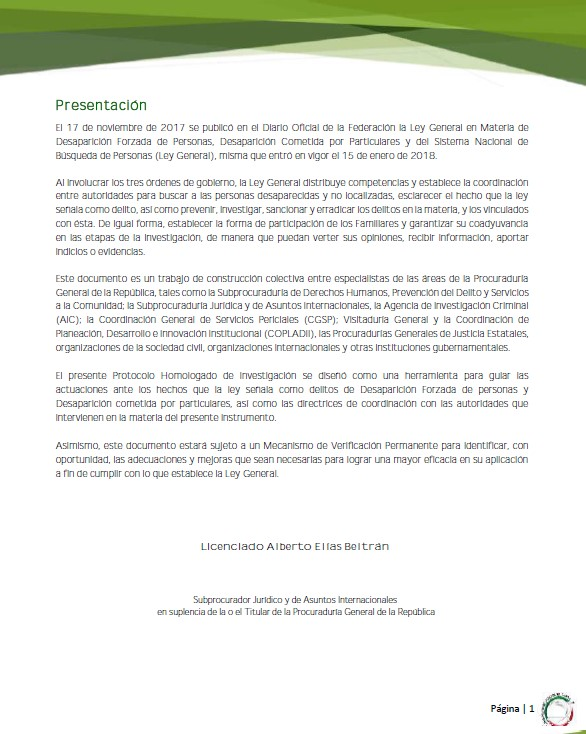 Presentación
El 17 de noviembre de 2017 se publicó en el Diario Oficial de la Federación la Ley General en Materia de
Desaparición Forzada de Personas, Desaparición Cometida por Particulares y del Sistema Nacional de
Búsqueda de Personas (Ley General), misma que entró en vigor el 15 de enero de 2018.
Al involucrar los tres órdenes de gobierno, la Ley General distribuye competencias y establece la coordinación
entre autoridades para buscar a las personas desaparecidas y no localizadas, esclarecer el hecho que la ley
señala como delito, así como prevenir, investigar, sancionar y erradicar los delitos en la materia, y los vinculados
con ésta. De igual forma, establecer la forma de participación de los Familiares y garantizar su coadyuvancia
en las etapas de la investigación, de manera que puedan verter sus opiniones, recibir información, aportar
indicios o evidencias.
Este documento es un trabajo de construcción colectiva entre especialistas de las áreas de la Procuraduría
General de la República, tales como la Subprocuraduría de Derechos Humanos, Prevención del Delito y Servicios
a la Comunidad; la Subprocuraduría Jurídica y de Asuntos Internacionales, la Agencia de Investigación Criminal
(AIC); la Coordinación General de Servicios Periciales (CGSP); Visitaduría General y la Coordinación de
Planeación, Desarrollo e Innovación Institucional (COPLADII), las Procuradurías Generales de Justicia Estatales,
organizaciones de la sociedad civil, organizaciones internacionales y otras instituciones gubernamentales.
El presente Protocolo Homologado de Investigación se diseñó como una herramienta para guiar las
actuaciones ante los hechos que la ley señala como delitos de Desaparición Forzada de personas y
Desaparición cometida por particulares, así como las directrices de coordinación con las autoridades que
intervienen en la materia del presente instrumento.
Asimismo, este documento estará sujeto a un Mecanismo de Verificación Permanente para identificar, con
oportunidad, las adecuaciones y mejoras que sean necesarias para lograr una mayor eficacia en su aplicación
a fin de cumplir con lo que establece la Ley General.
Licenciado Alberto Elías Beltrán
Subprocurador Jurídico y de Asuntos Internacionales
en suplencia de la o el Titular de la Procuraduría General de la República
Página | 1